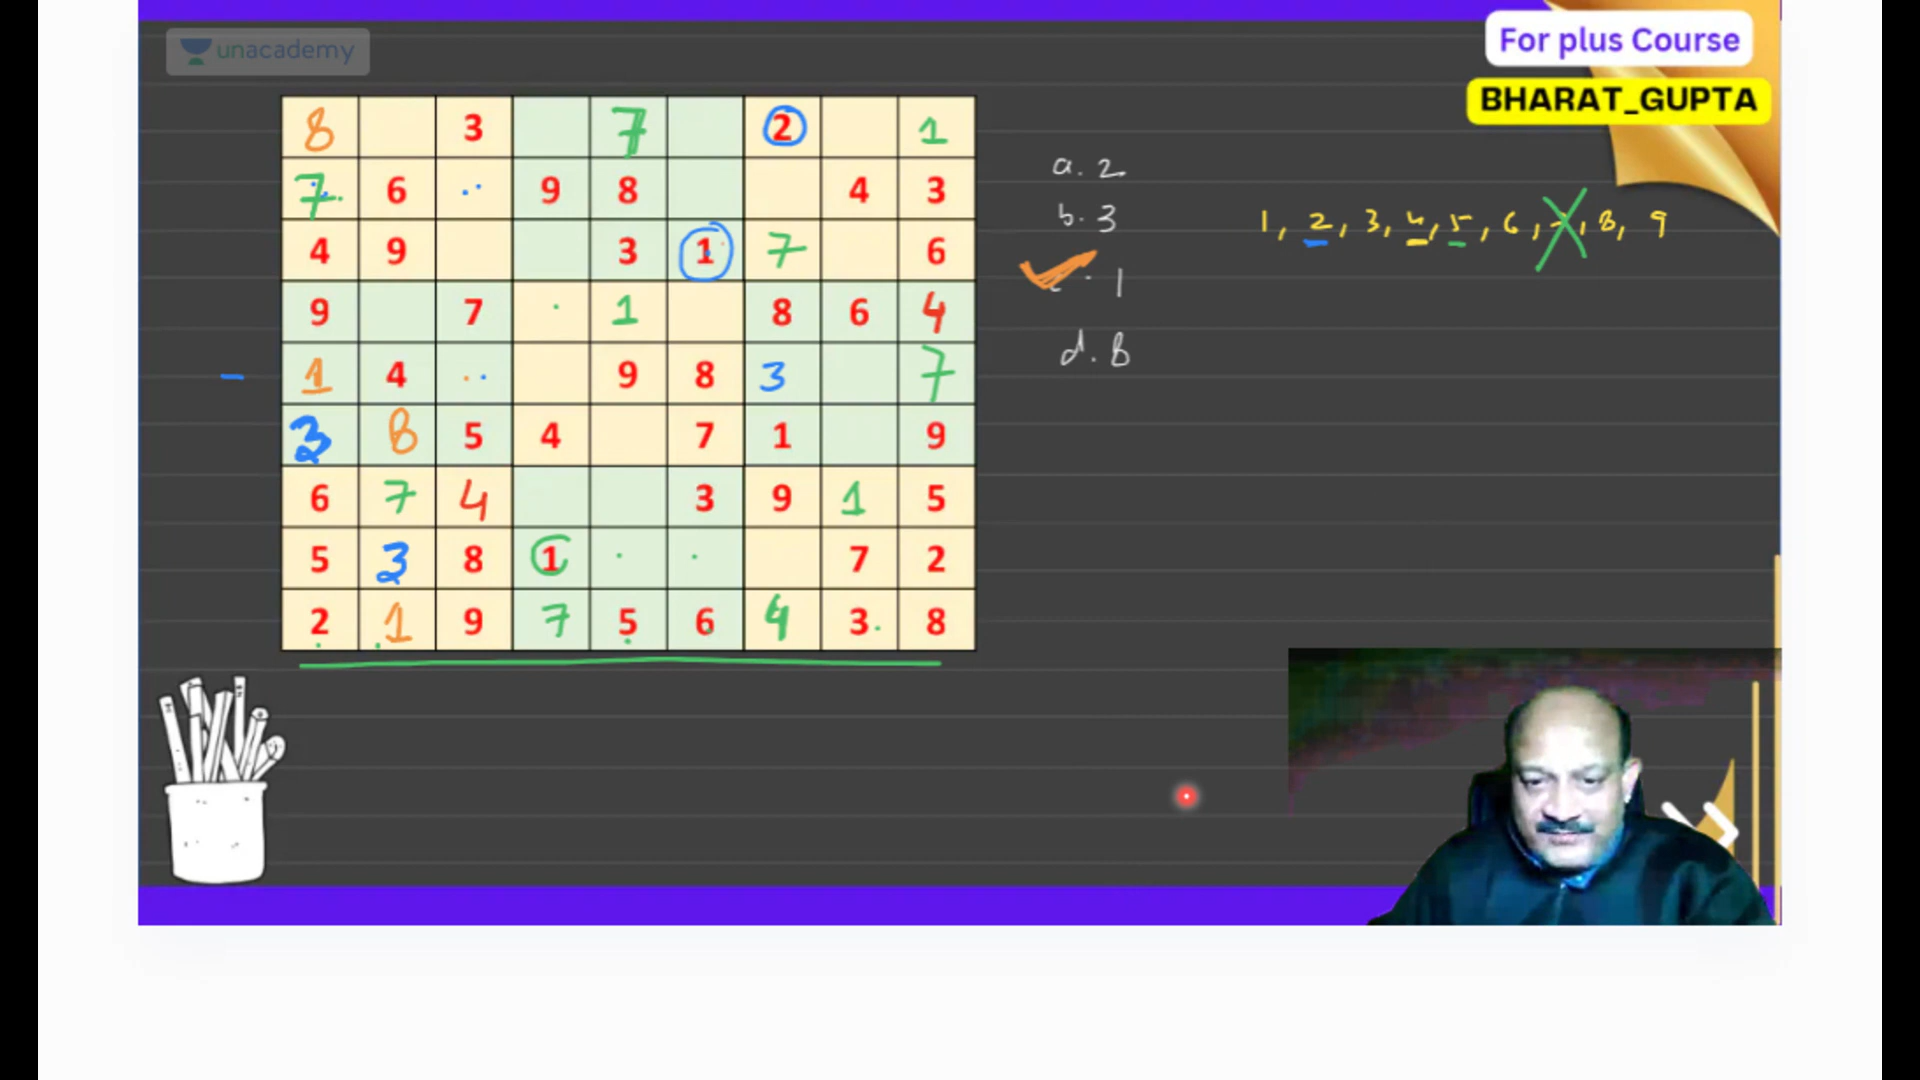 unacademy
For plus Course
BHARAT_GUPTA
8 3 7 2 1
7 6 9 8 4 3
4 9 3 1 7 6
9 7 1 8 6 4
1 4 9 8 3 7
3 8 5 4 7 1 9
6 7 4 3 9 1 5
5 3 8 1 7 2
2 1 9 7 5 6 4 3 8
a. 2
b. 3
1
d. 8
1, 2, 3, 4, 5, 6, , 8, 9